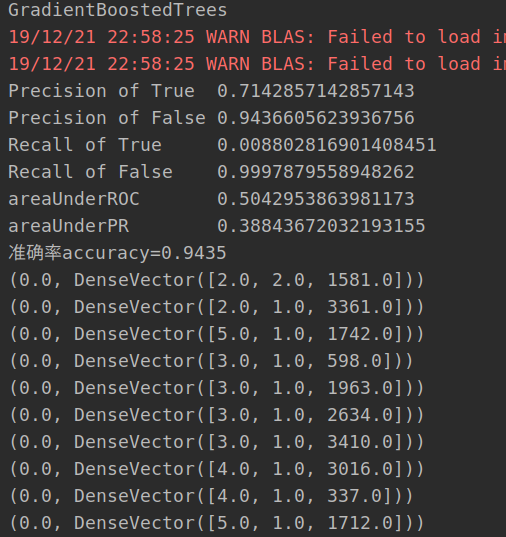 GradientBoostedTrees
19/12/21 22:58:25 WARN BLAS: Failed to load
19/12/21 22:58:25 WARN BLAS: Failed to load
Precision of True 0.7142857142857143
Precision of False 0.9436605623936756
Recall of True 0.008802816901408451
Recall of False 0.9997879558948262
areaUnderROC 0.5042953863981173
areaUnderPR 0.38843672032193155
准确率accuracy=0.9435
(0.0, DenseVector([2.0, 2.0, 1581.0]))
(0.0, DenseVector([2.0, 1.0, 3361.0]))
(0.0, DenseVector([5.0, 1.0, 1742.0]))
(0.0, DenseVector([3.0, 1.0, 598.0]))
(0.0, DenseVector([3.0, 1.0, 1963.0]))
(0.0, DenseVector([3.0, 1.0, 2634.0]))
(0.0, DenseVector([3.0, 1.0, 3410.0]))
(0.0, DenseVector([4.0, 1.0, 3016.0]))
(0.0, DenseVector([4.0, 1.0, 337.0]))
(0.0, DenseVector([5.0, 1.0, 1712.0]))